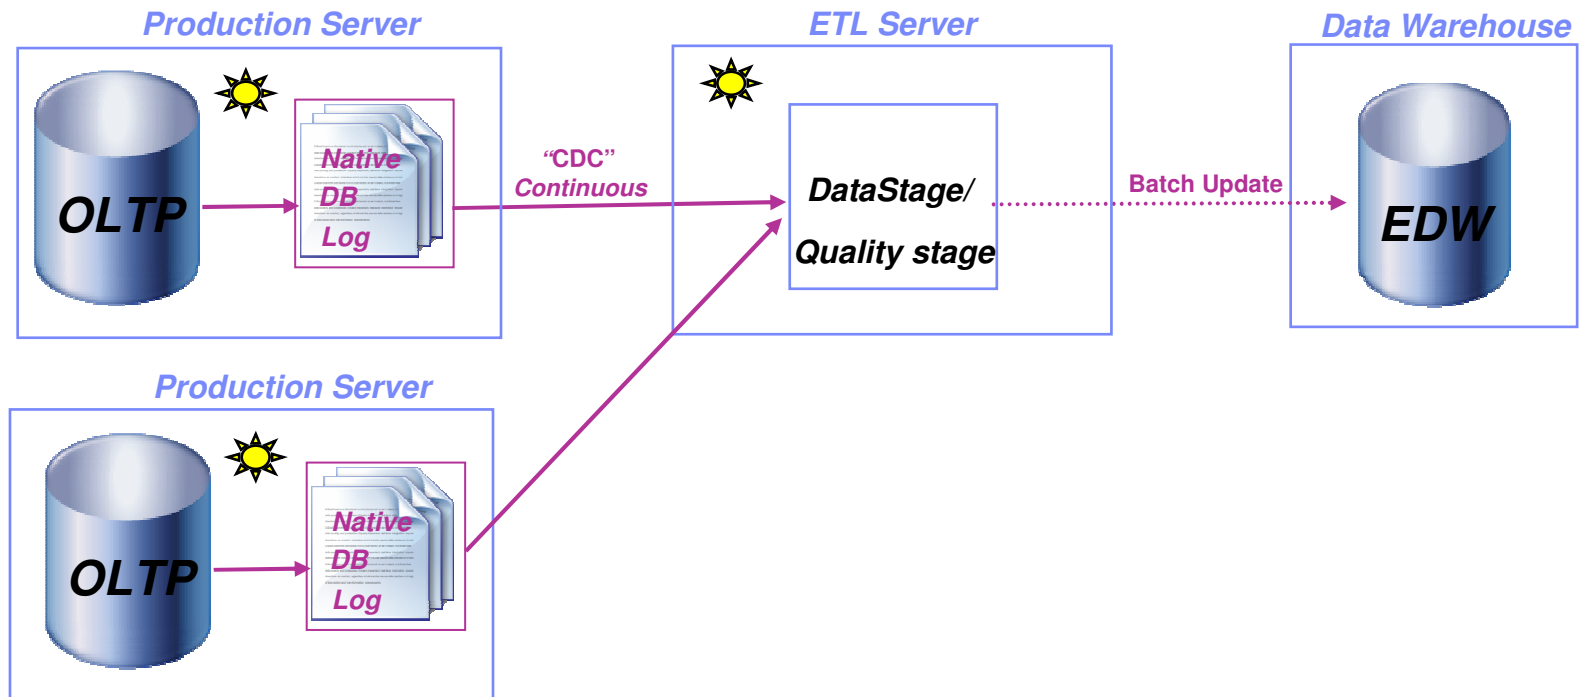 Production Server
ETL Server
Data Warehouse
OLTP
Native
DB
Log
“CDC”
Continuous
DataStage/
Quality stage
Batch Update
EDW
Production Server
OLTP
Native
DB
Log